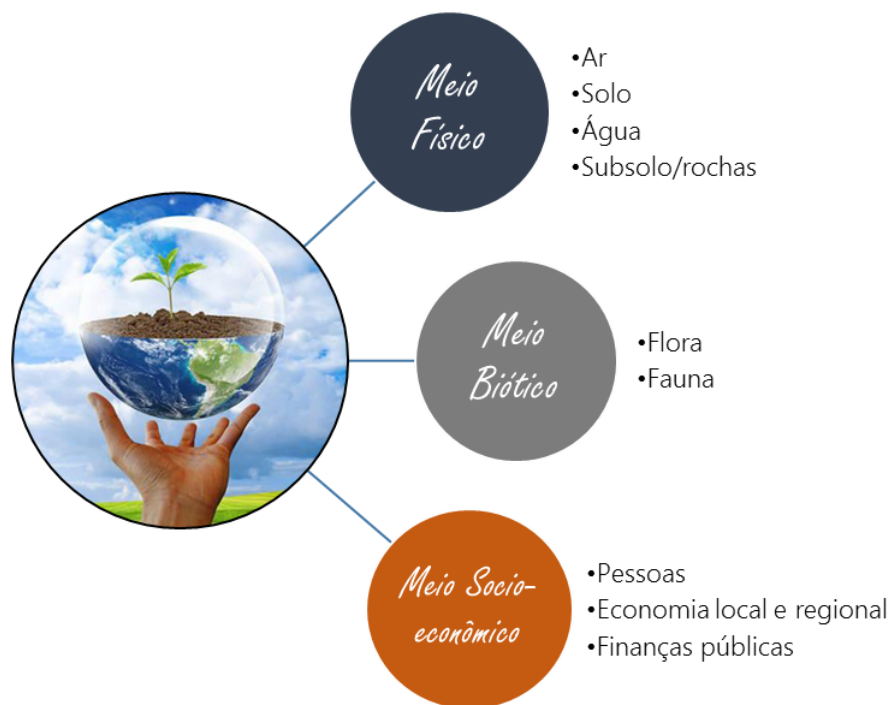 Meio
Físico
•Ar
•Solo
•Água
•Subsolo/rochas
Meio
Biótico
•Flora
•Fauna
Meio Socio-
econômico
•Pessoas
•Economia local e regional
•Finanças públicas